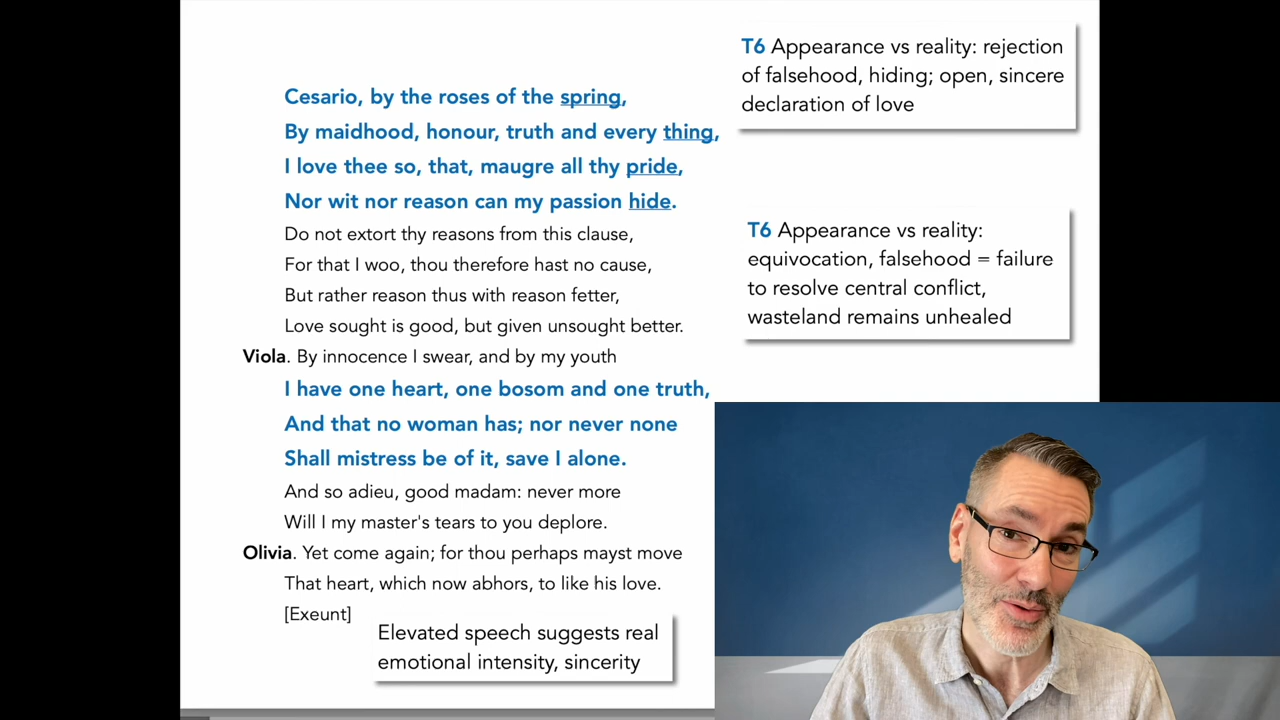 Cesario, by the roses of the spring,
By maidhood, honour, truth and every thing,
I love thee so, that, maugre all thy pride,
Nor wit nor reason can my passion hide.
Do not extort thy reasons from this clause,
For that I woo, thou therefore hast no cause,
But rather reason thus with reason fetter,
Love sought is good, but given unsought better.
Viola. By innocence I swear, and by my youth
I have one heart, one bosom and one truth,
And that no woman has; nor never none
Shall mistress be of it, save I alone.
And so adieu, good madam: never more
Will I my master's tears to you deplore.
Olivia. Yet come again; for thou perhaps mayst move
That heart, which now abhors, to like his love.
[Exeunt]
Elevated speech suggests real
emotional intensity, sincerity
T6 Appearance vs reality: rejection
of falsehood, hiding; open, sincere
declaration of love
T6 Appearance vs reality:
equivocation, falsehood = failure
to resolve central conflict,
wasteland remains unhealed